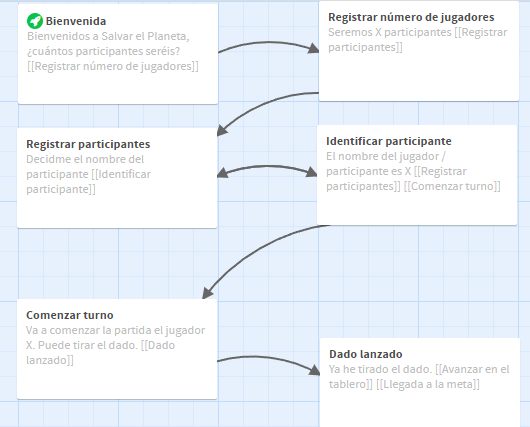 Bienvenida
Bienvenidos a Salvar el Planeta,
¿cuántos participantes seréis?
[[Registrar número de jugadores]]
Registrar número de jugadores
Seremos X participantes [[Registrar
participantes]]
Registrar participantes
Decidme el nombre del
participante [[Identificar
participante]]
Identificar participante
El nombre del jugador /
participante es X [[Registrar
participantes]] [[Comenzar turno]]
Comenzar turno
Va a comenzar la partida el jugador
X. Puede tirar el dado. [[Dado
lanzado]]
Dado lanzado
Ya he tirado el dado. [[Avanzar en el
tablero]] [[Llegada a la meta]]